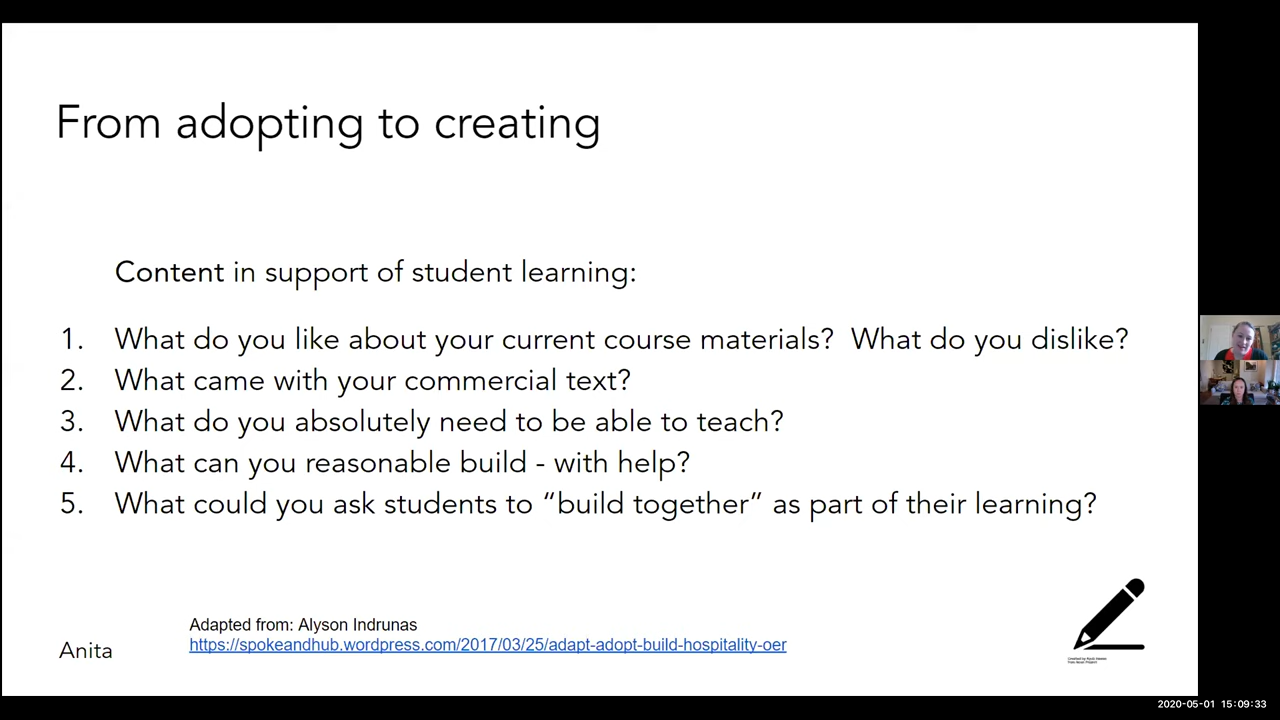 From adopting to creating
Content in support of student learning:
1. What do you like about your current course materials? What do you dislike?
2. What came with your commercial text?
3. What do you absolutely need to be able to teach?
4. What can you reasonable build - with help?
5. What could you ask students to “build together” as part of their learning?
Adapted from: Alyson Indrunas
https://spokeandhub.wordpress.com/2017/03/25/adapt-adopt-build-hospitality-oer
Anita
2020-05-01 15:09:33